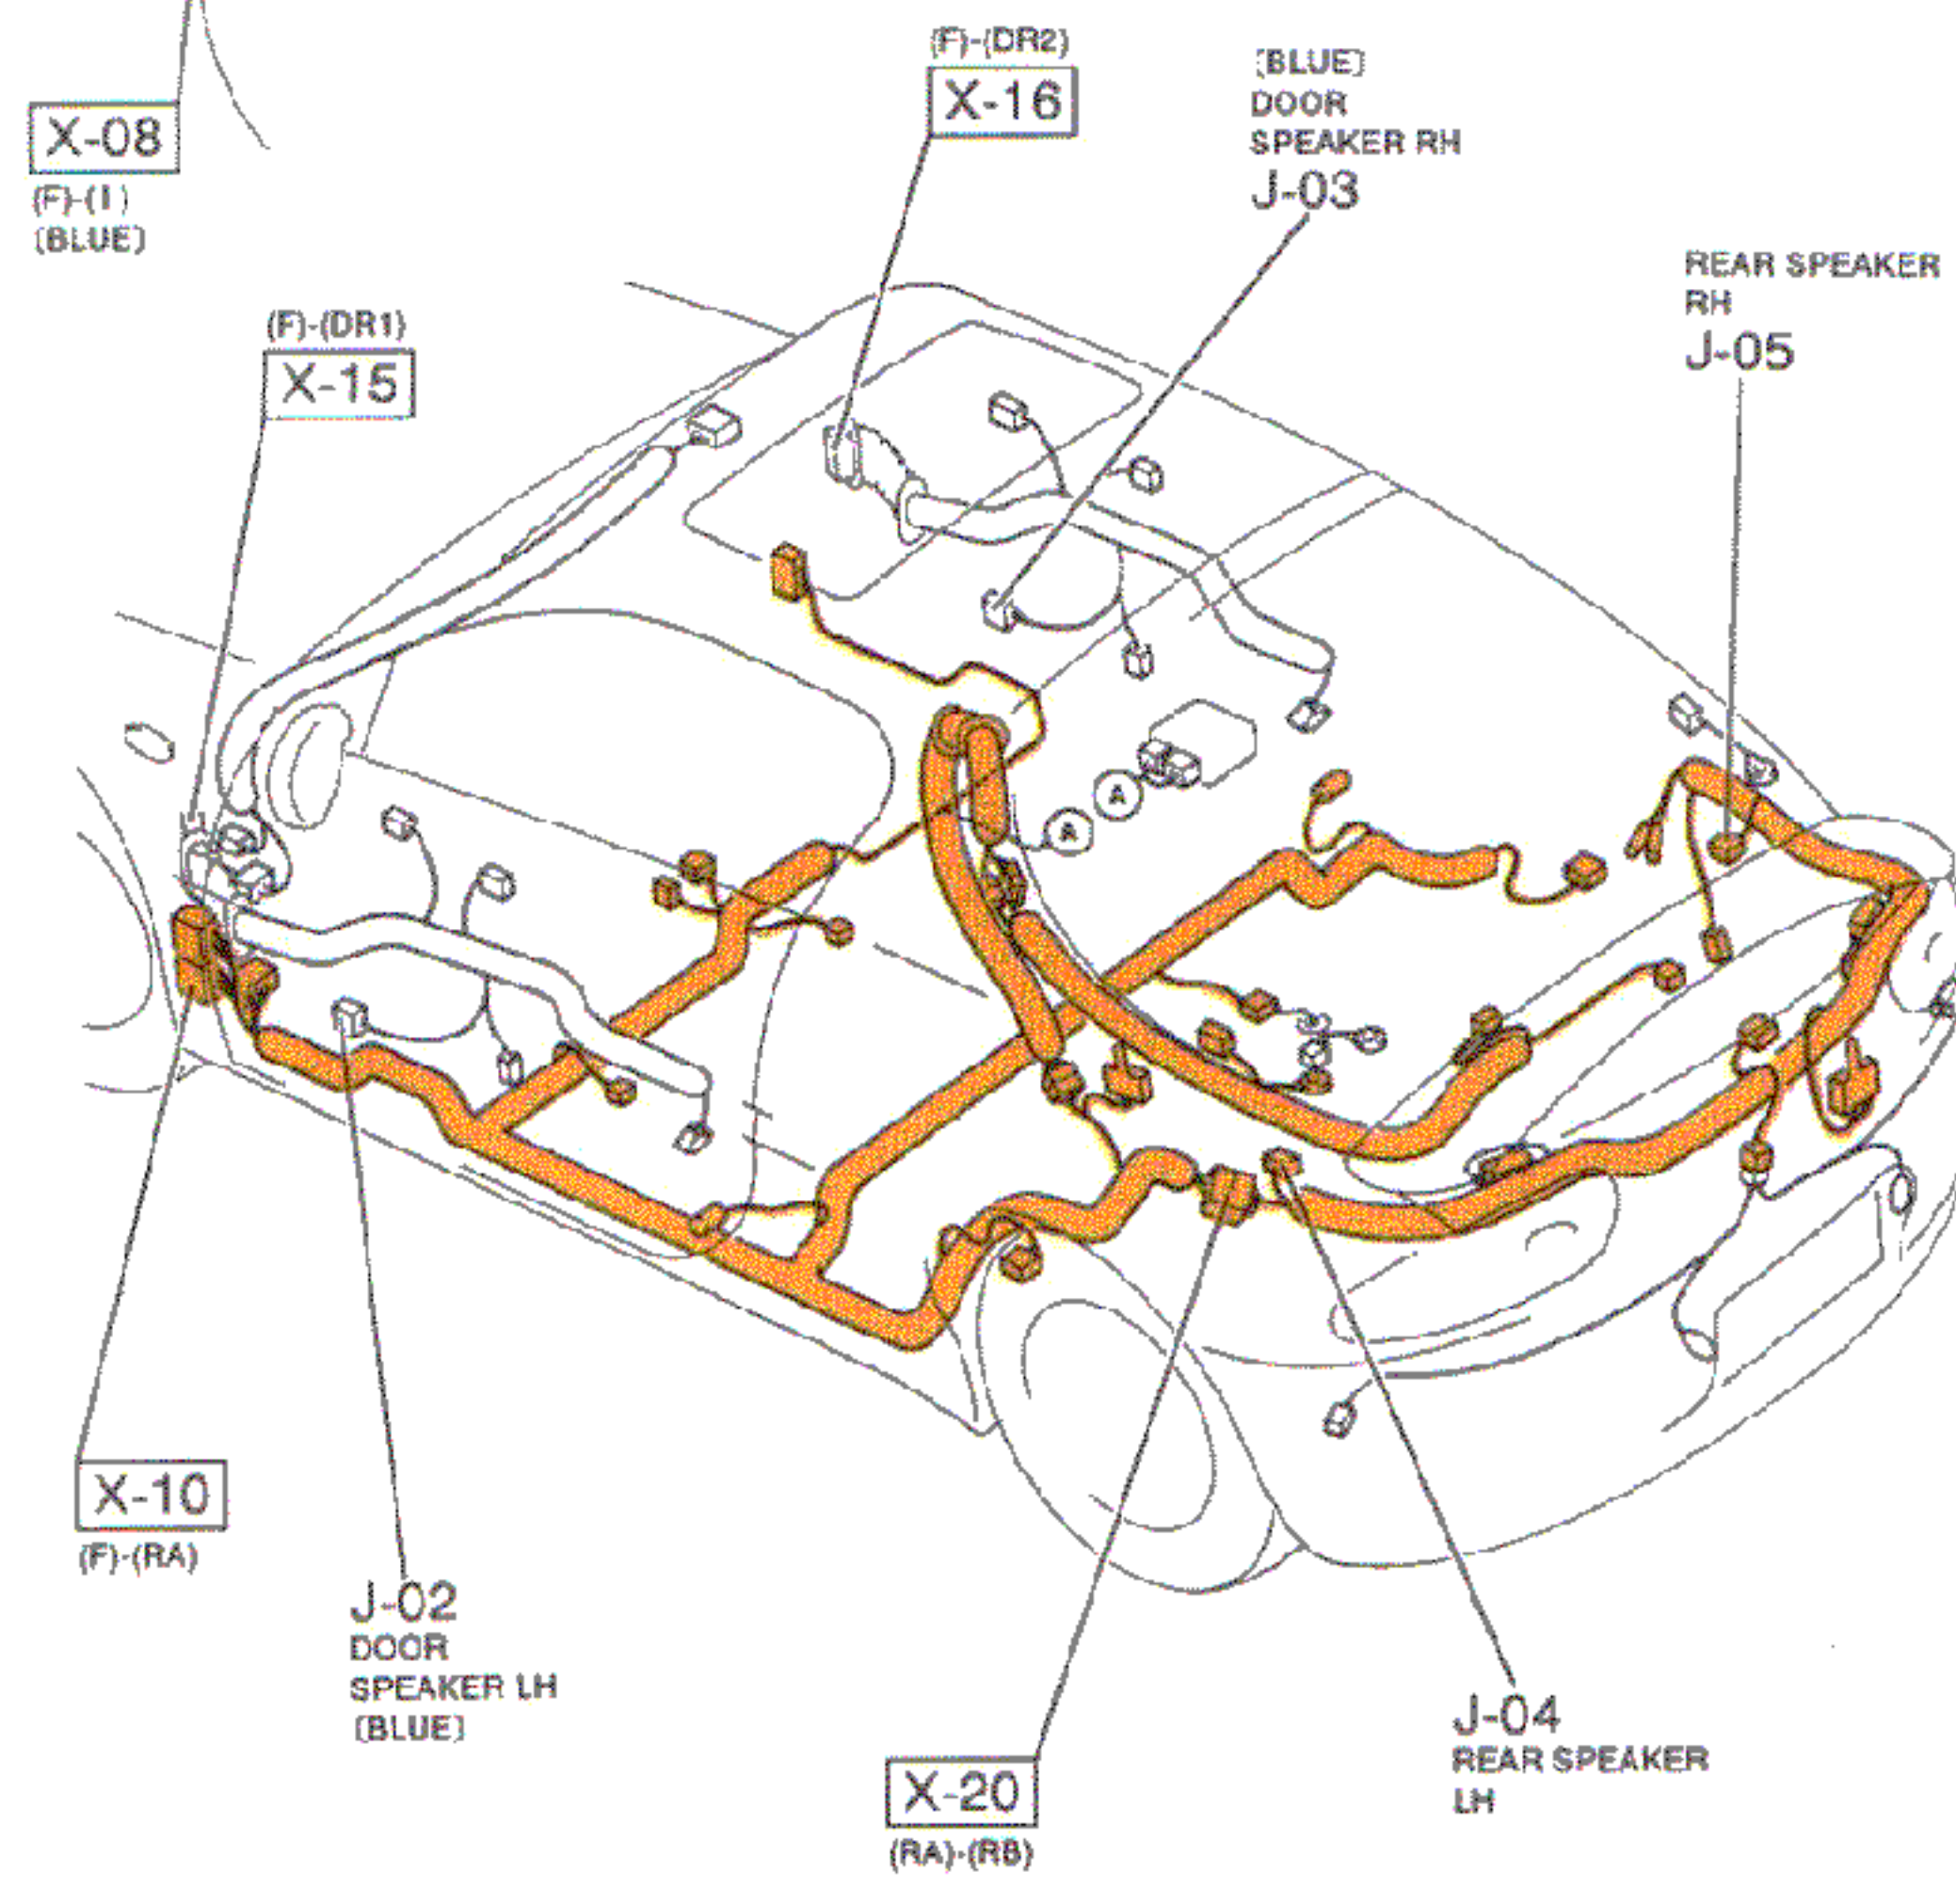 (F)-(DR2)
X-16
[BLUE]
DOOR
SPEAKER RH
J-03
X-08
(F)-(I)
(BLUE)
REAR SPEAKER
RH
J-05
(F)-(DR1)
X-15
A
A
X-10
(F)-(RA)
J-02
DOOR
SPEAKER LH
[BLUE]
J-04
REAR SPEAKER
LH
X-20
(RA)-(RB)